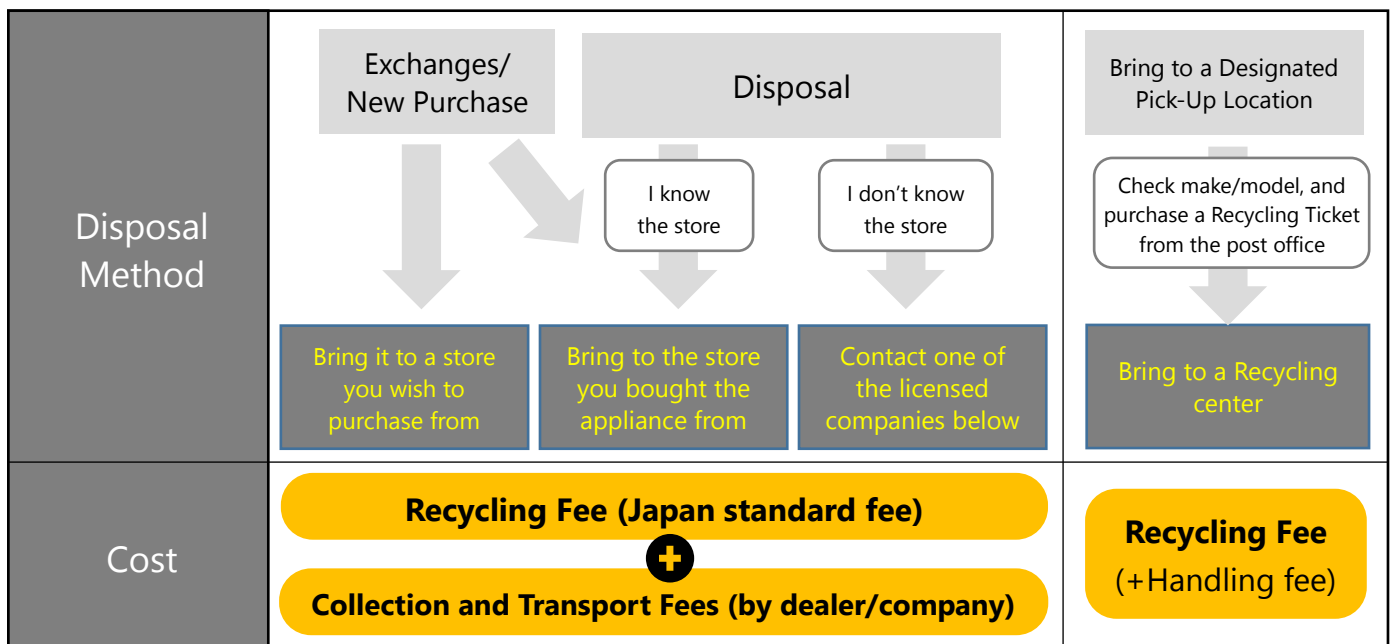 Disposal
Method
Exchanges/
New Purchase
Disposal
Bring to a Designated
Pick-Up Location
I know
the store
I don’t know
the store
Check make/model, and
purchase a Recycling Ticket
from the post office
Bring it to a store
you wish to
purchase from
Bring to the store
you bought the
appliance from
Contact one of
the licensed
companies below
Bring to a Recycling
center
Cost
Recycling Fee (Japan standard fee)
+
Collection and Transport Fees (by dealer/company)
Recycling Fee
(+Handling fee)